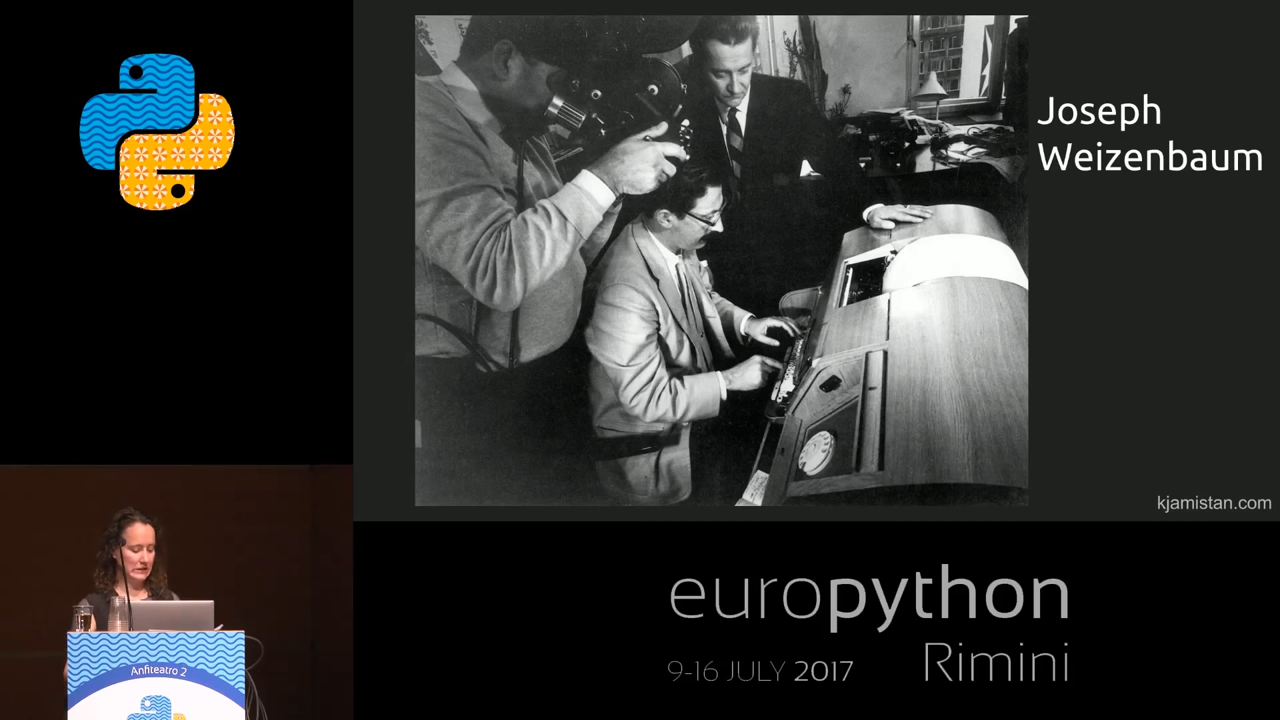 Joseph
Weizenbaum
kjamistan.com
europython
9-16 JULY 2017
Rimini
Anfiteatro 2